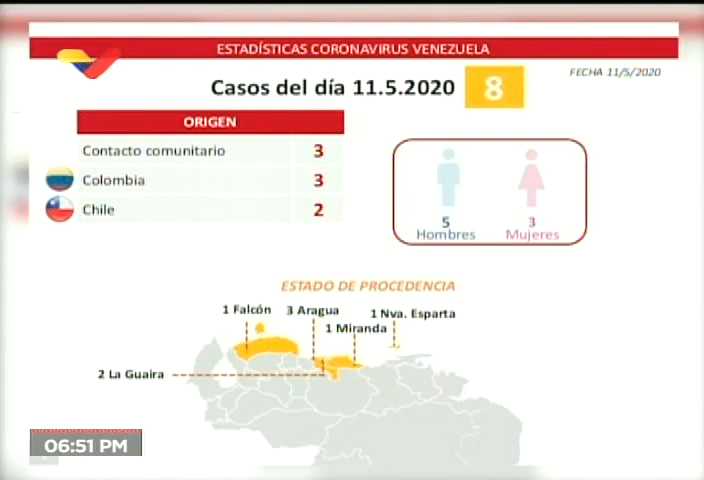 ESTADÍSTICAS CORONAVIRUS VENEZUELA
FECHA 11/5/2020
Casos del día 11.5.2020 8
ORIGEN
Contacto comunitario 3
Colombia 3
Chile 2
5 Hombres
3 Mujeres
ESTADO DE PROCEDENCIA
1 Falcón
3 Aragua
1 Nva. Esparta
1 Miranda
2 La Guaira
06:51 PM